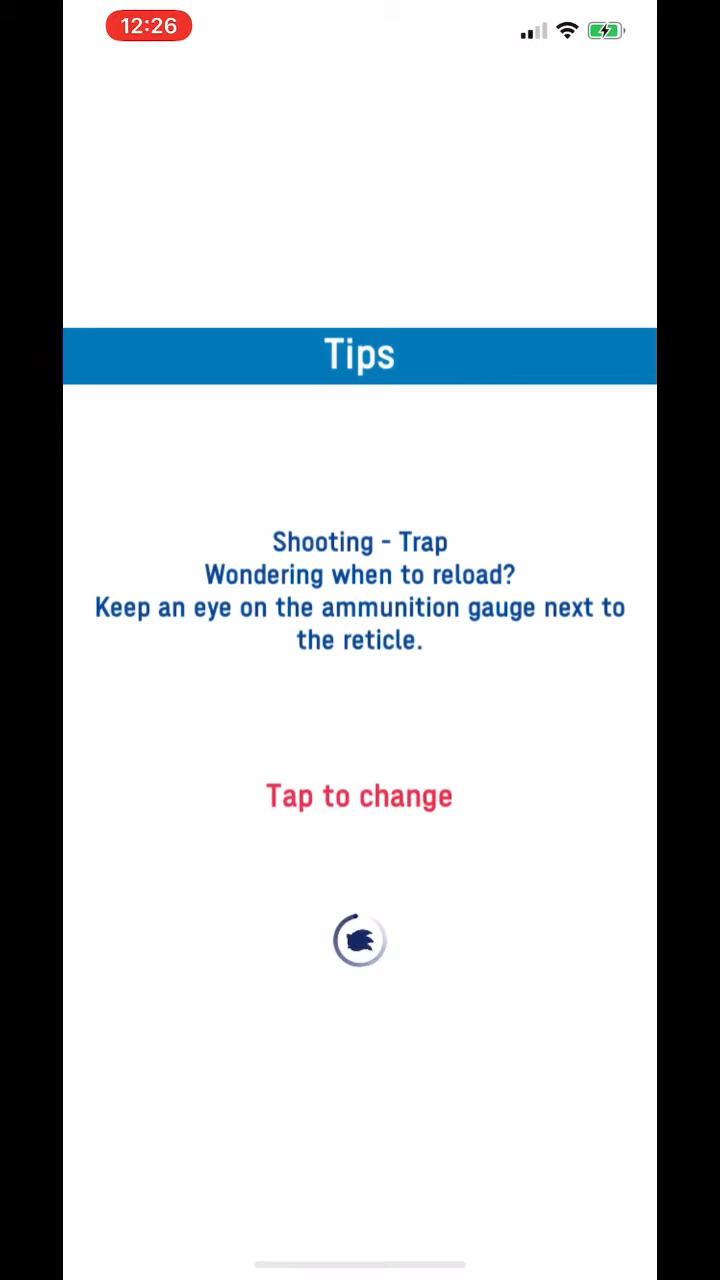 12:26
Tips
Shooting - Trap
Wondering when to reload?
Keep an eye on the ammunition gauge next to
the reticle.
Tap to change